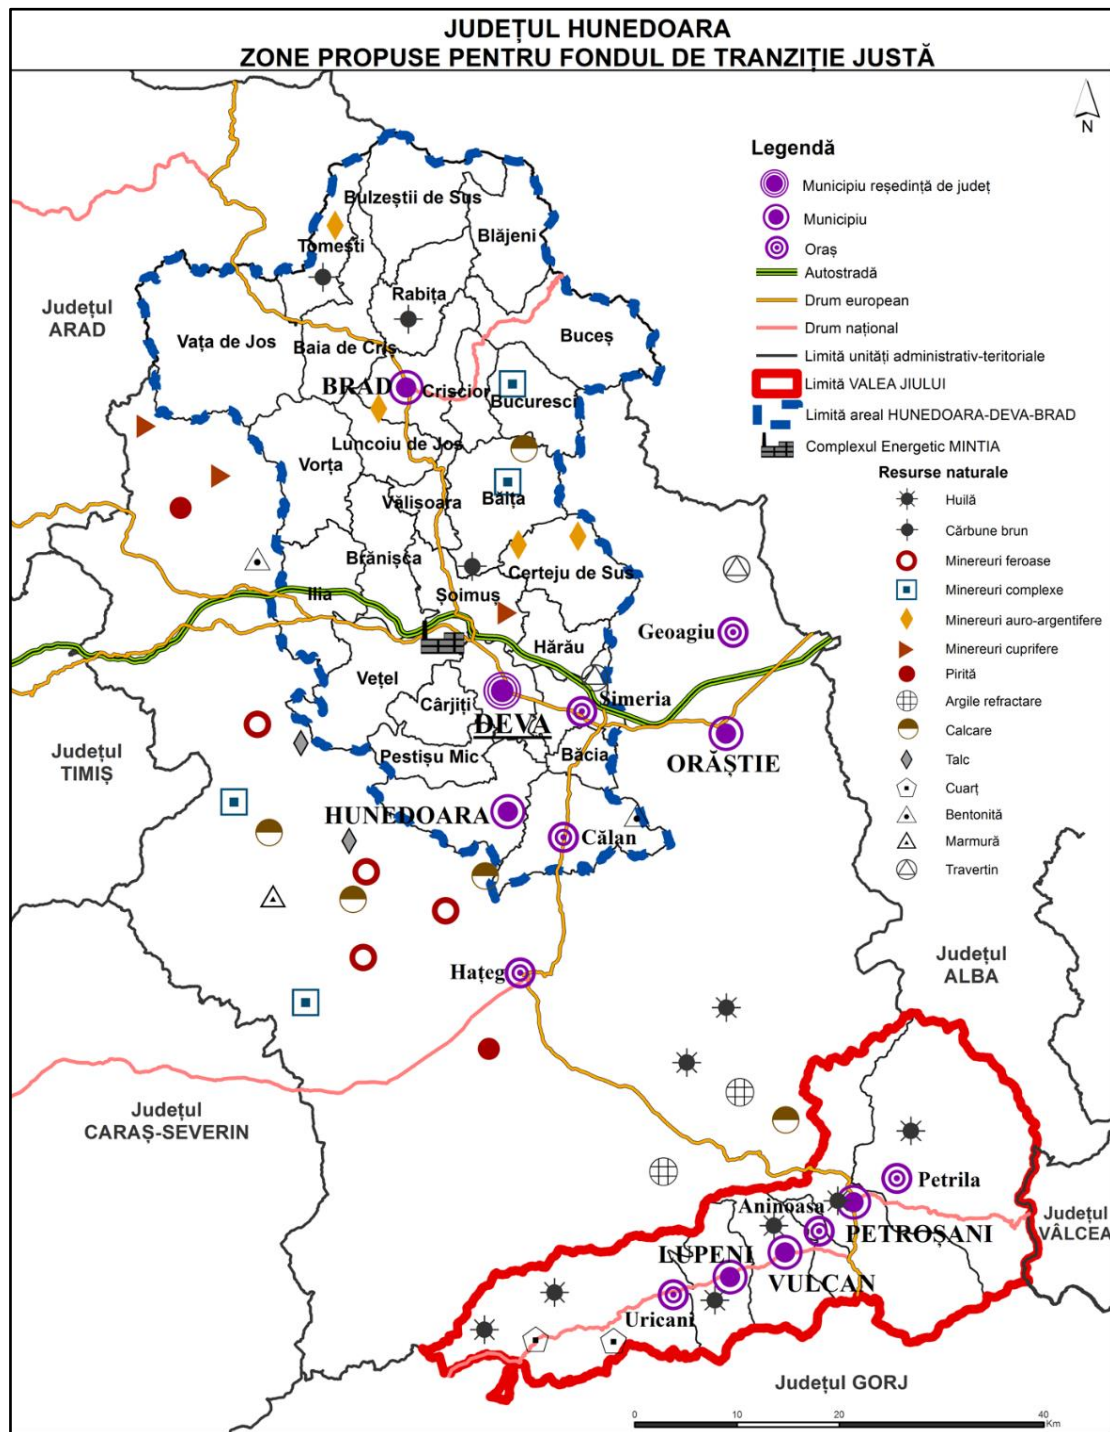 JUDEȚUL HUNEDOARA
ZONE PROPUSE PENTRU FONDUL DE TRANZIȚIE JUSTĂ
N
Legendă
Municipiu reședință de județ
Municipiu
Oraș
Autostradă
Drum european
Drum național
Limită unități administrativ-teritoriale
Limită VALEA JIULUI
Limită areal HUNEDOARA-DEVA-BRAD
Complexul Energetic MINTIA
Resurse naturale
Huilă
Cărbune brun
Minereuri feroase
Minereuri complexe
Minereuri auro-argentifere
Minereuri cuprifere
Pirită
Argile refractare
Calcare
Talc
Cuarț
Bentonită
Marmură
Travertin
Bulzeștii de Sus
Blăjeni
Tomești
Rabița
Județul
ARAD
Vața de Jos
Baia de Criș
Buceș
BRAD
Criscior
Bucuresci
Luncoiu de Jos
Vorța
Vălisoara
Bălța
Brănișca
Certeju de Sus
Ilia
Șoimuș
Geoagiu
Hărău
Vețel
Cârjiți
Simeria
DEVA
Județul
TIMIȘ
Pestișu Mic
Băcia
ORĂȘTIE
HUNEDOARA
Călan
Hațeg
Județul
ALBA
Județul
CARAȘ-SEVERIN
Petrila
Aninoasa
Județul
VÂLCEA
PETROȘANI
LUPENI
VULCAN
Uricani
Județul GORJ
0 10 20 40
Km